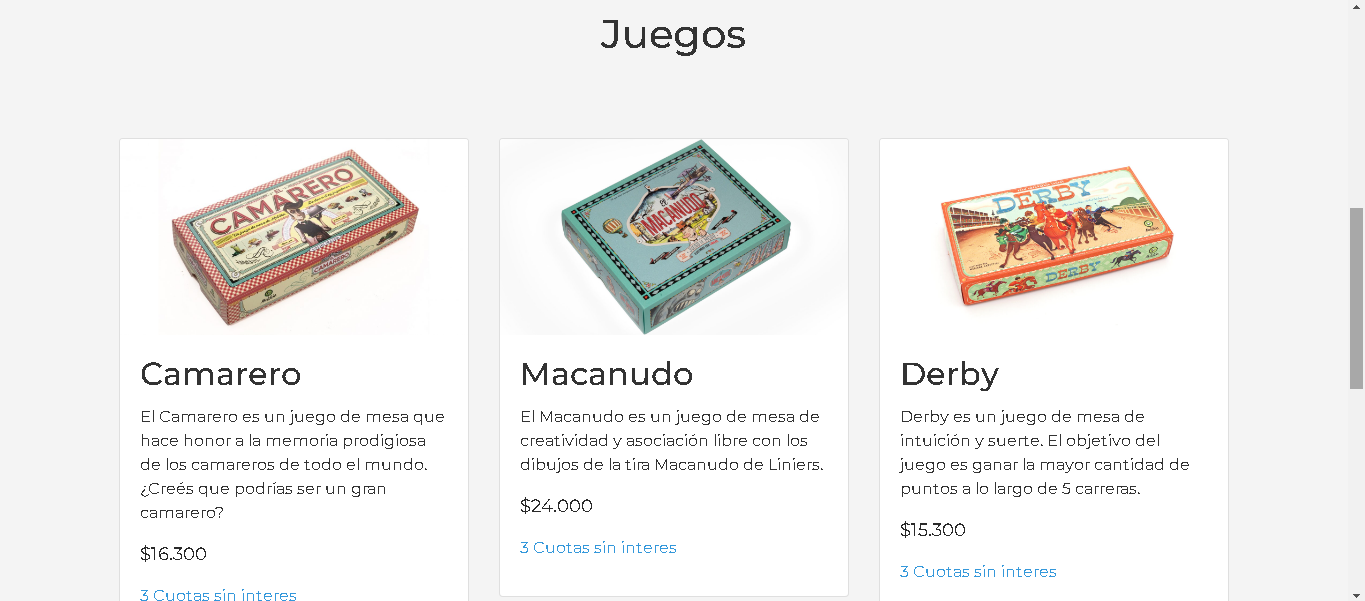 Juegos
EL
CAMARERO
CAMARERO
MACANUDO
DERBY
DERBY
Camarero
El Camarero es un juego de mesa que
hace honor a la memoria prodigiosa
de los camareros de todo el mundo.
¿Creés que podrías ser un gran
camarero?
$16.300
3 Cuotas sin interes
Macanudo
El Macanudo es un juego de mesa de
creatividad y asociación libre con los
dibujos de la tira Macanudo de Liniers.
$24.000
3 Cuotas sin interes
Derby
Derby es un juego de mesa de
intuición y suerte. El objetivo del
juego es ganar la mayor cantidad de
puntos a lo largo de 5 carreras.
$15.300
3 Cuotas sin interes